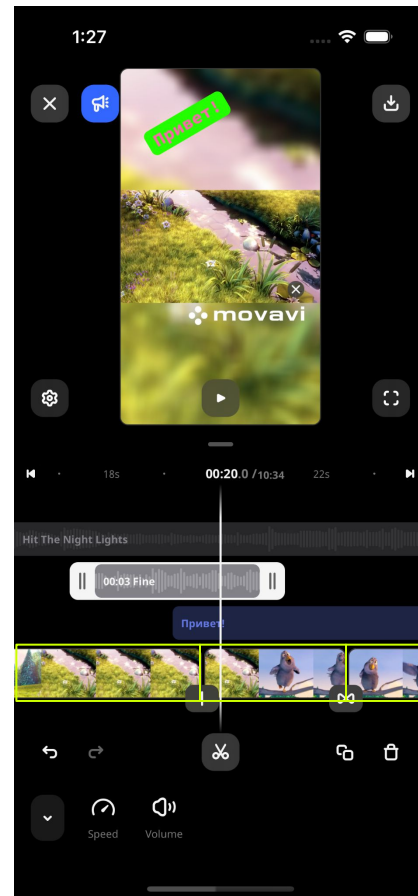 1:27
привет!
movavi
18s
00:20.0 /10:34
22s
Hit The Night Lights
00:03 Fine
Привет!
Speed
Volume